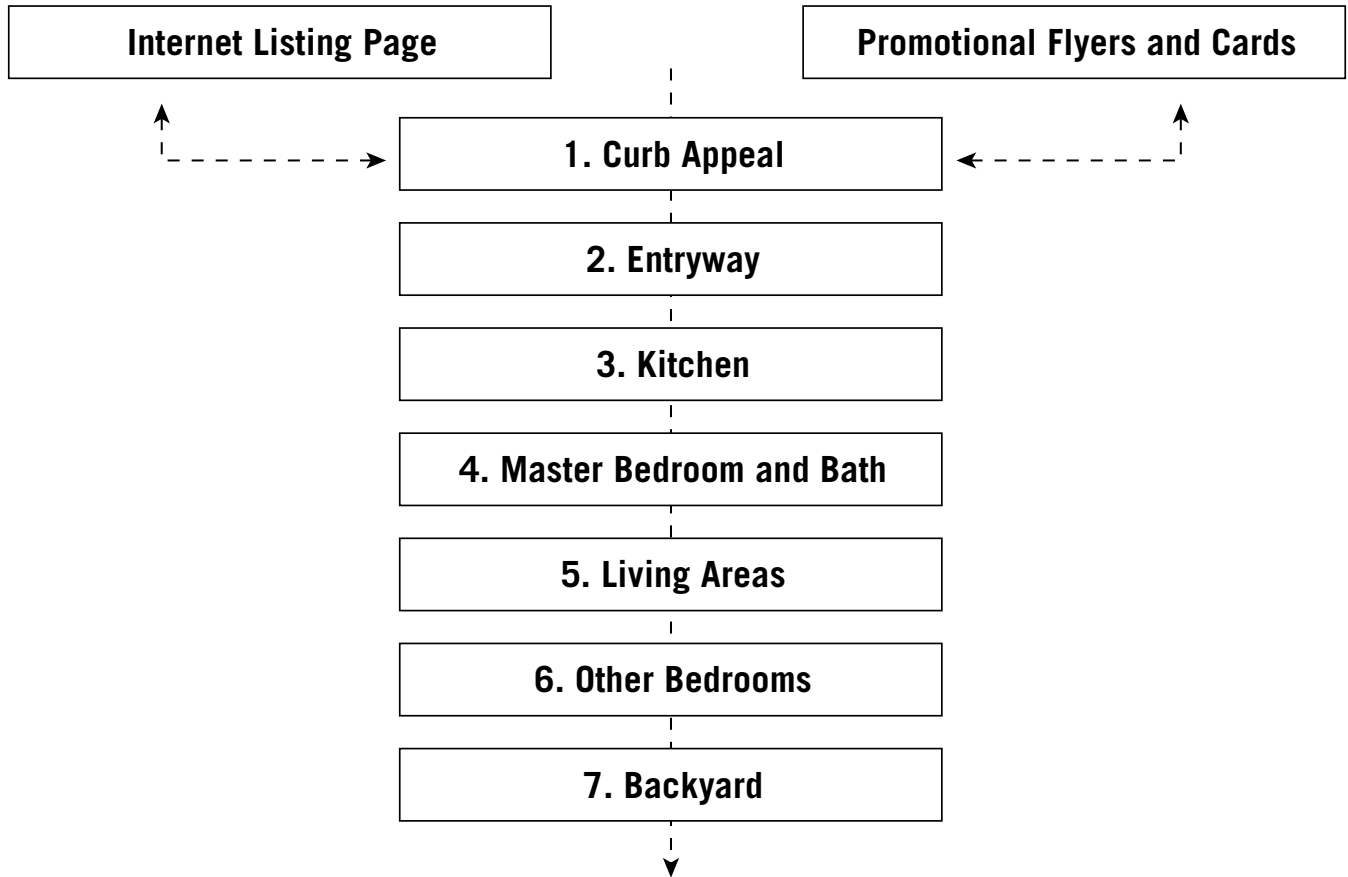 Internet Listing Page
Promotional Flyers and Cards
1. Curb Appeal
2. Entryway
3. Kitchen
4. Master Bedroom and Bath
5. Living Areas
6. Other Bedrooms
7. Backyard